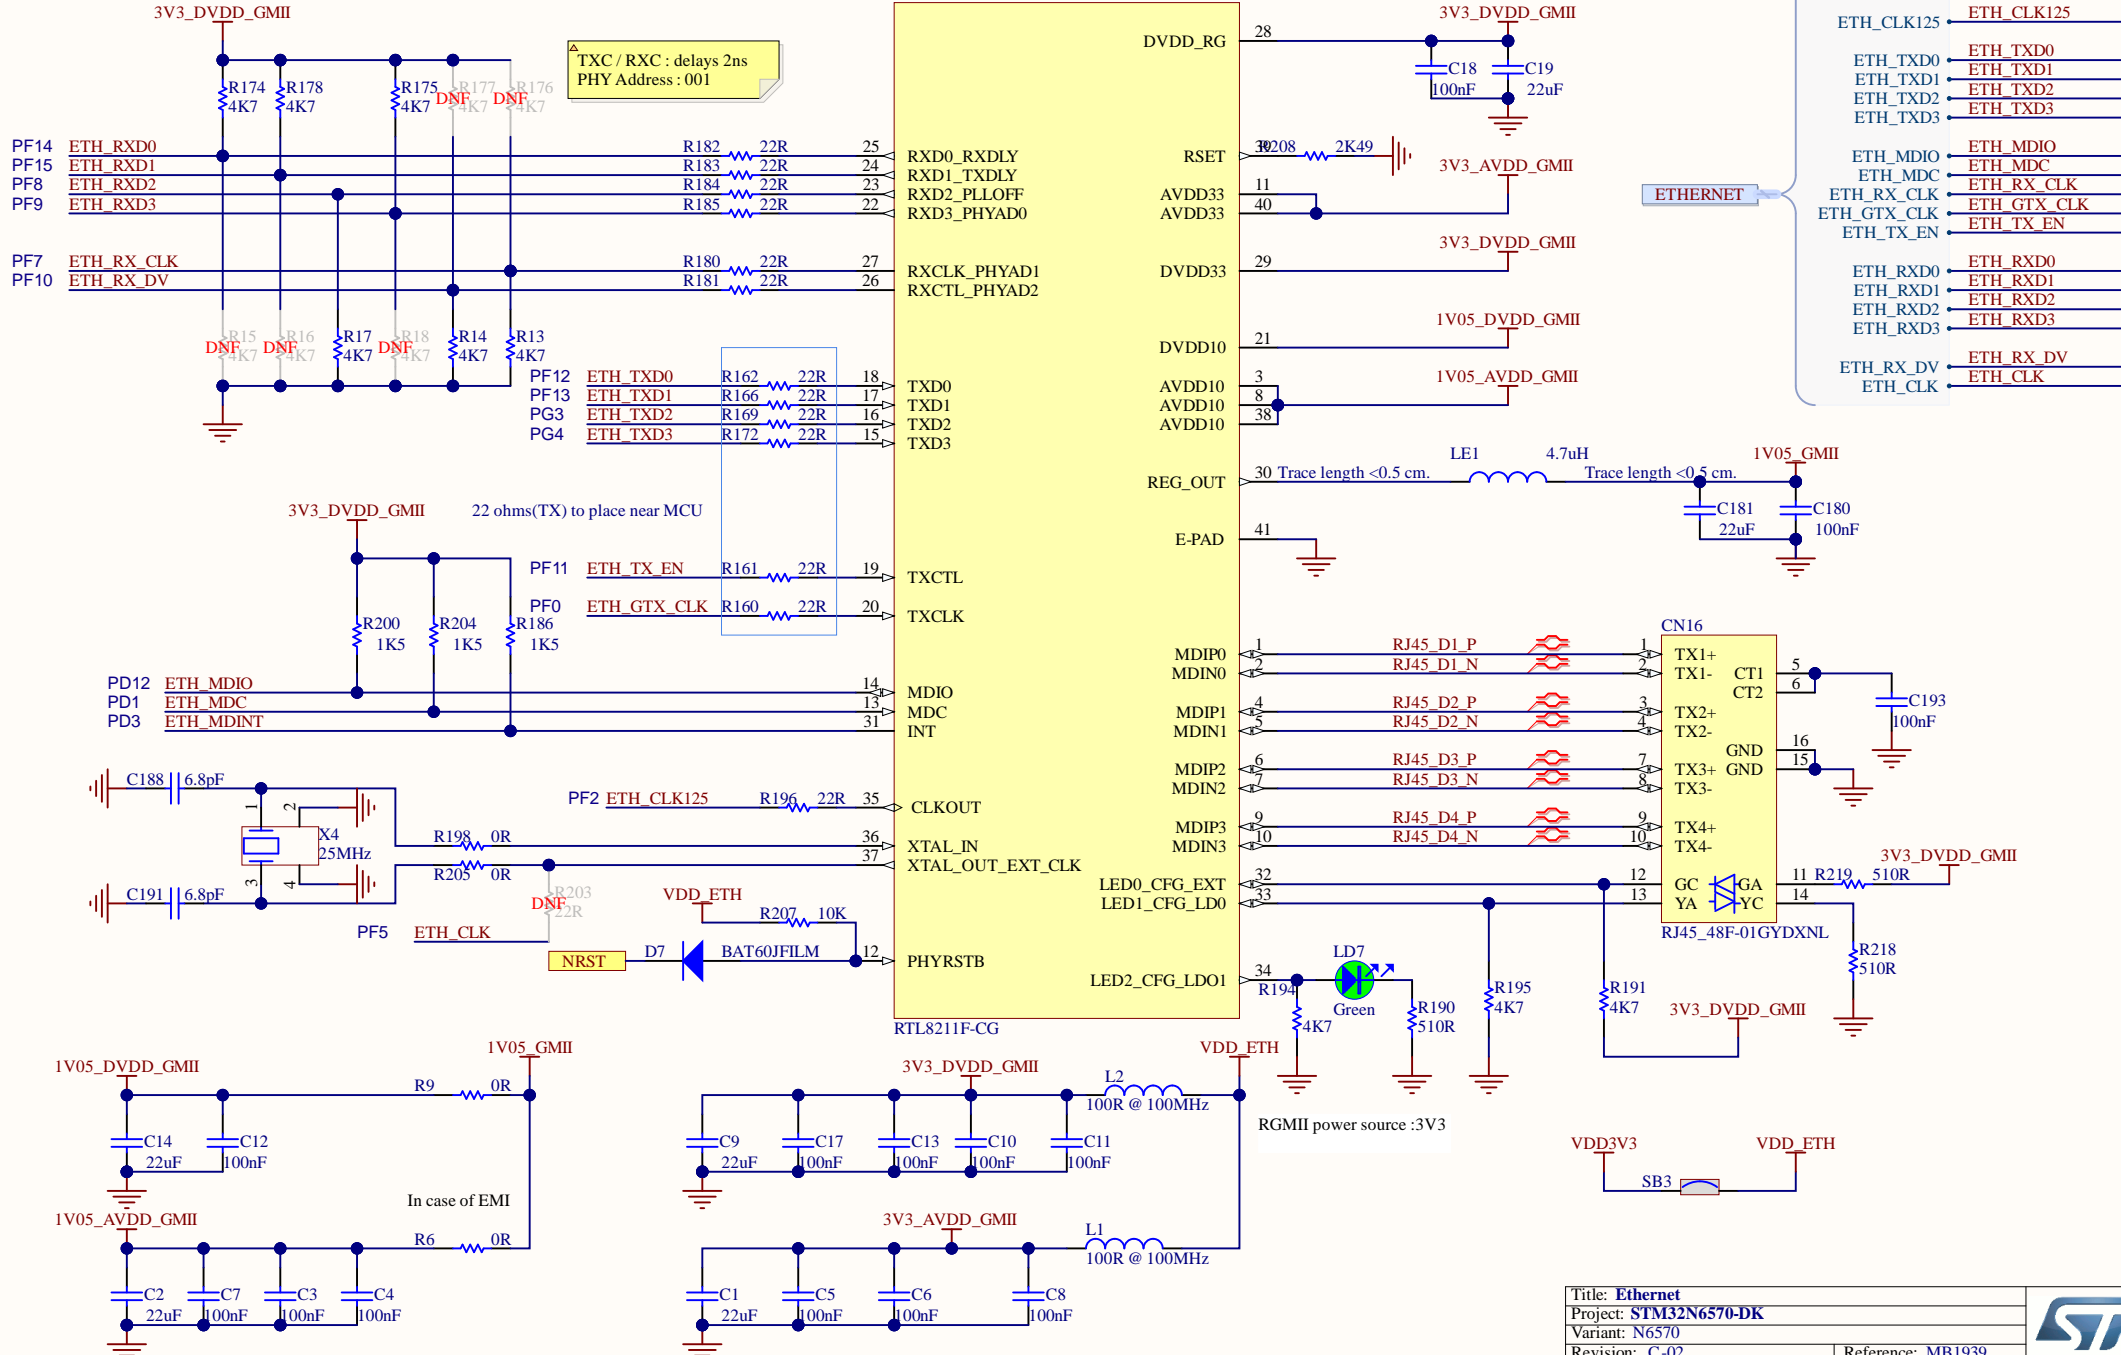 3V3_DVDD_GMII
R174 4K7
R178 4K7
R175 4K7
R177 4K7 DNF
R176 4K7 DNF
TXC / RXC : delays 2ns
PHY Address : 001
PF14 ETH_RXD0 R182 22R 25 RXD0_RXDLY
PF15 ETH_RXD1 R183 22R 24 RXD1_TXDLY
PF8 ETH_RXD2 R184 22R 23 RXD2_PLLOFF
PF9 ETH_RXD3 R185 22R 22 RXD3_PHYAD0
PF7 ETH_RX_CLK R180 22R 27 RXCLK_PHYAD1
PF10 ETH_RX_DV R181 22R 26 RXCTL_PHYAD2
R15 4K7 DNF
R16 4K7 DNF
R17 4K7
R18 4K7 DNF
R14 4K7
R13 4K7
PF12 ETH_TXD0 R162 22R 18 TXD0
PF13 ETH_TXD1 R166 22R 17 TXD1
PG3 ETH_TXD2 R169 22R 16 TXD2
PG4 ETH_TXD3 R172 22R 15 TXD3
3V3_DVDD_GMII
22 ohms(TX) to place near MCU
PF11 ETH_TX_EN R161 22R 19 TXCTL
PF0 ETH_GTX_CLK R160 22R 20 TXCLK
R200 1K5
R204 1K5
R186 1K5
PD12 ETH_MDIO 14 MDIO
PD1 ETH_MDC 13 MDC
PD3 ETH_MDINT 31 INT
C188 6.8pF
1 2
X4
25MHz
3 4
C191 6.8pF
PF2 ETH_CLK125 R196 22R 35 CLKOUT
R198 0R 36 XTAL_IN
R205 0R 37 XTAL_OUT_EXT_CLK
R203 22R DNF
PF5 ETH_CLK
VDD_ETH
R207 10K
NRST D7 BAT60JFILM 12 PHYRSTB
RTL8211F-CG
DVDD_RG 28 3V3_DVDD_GMII
C18 100nF
C19 22uF
RSET 39 R208 2K49
3V3_AVDD_GMII
AVDD33 11
AVDD33 40
3V3_DVDD_GMII
DVDD33 29
1V05_DVDD_GMII
DVDD10 21
1V05_AVDD_GMII
AVDD10 3
AVDD10 8
AVDD10 38
REG_OUT 30 Trace length <0.5 cm. LE1 4.7uH Trace length <0.5 cm. 1V05_GMII
C181 22uF
C180 100nF
E-PAD 41
CN16
MDIP0 1 RJ45_D1_P 1 TX1+
MDIN0 2 RJ45_D1_N 2 TX1-
MDIP1 4 RJ45_D2_P 3 TX2+
MDIN1 5 RJ45_D2_N 4 TX2-
MDIP2 6 RJ45_D3_P 7 TX3+
MDIN2 7 RJ45_D3_N 8 TX3-
MDIP3 9 RJ45_D4_P 9 TX4+
MDIN3 10 RJ45_D4_N 10 TX4-
CT1 5
CT2 6
C193 100nF
GND 16
GND 15
LED0_CFG_EXT 32 12 GC GA 11 R219 510R 3V3_DVDD_GMII
LED1_CFG_LD0 33 13 YA YC 14
RJ45_48F-01GYDXNL
R218 510R
LED2_CFG_LDO1 34
R194 4K7
LD7
Green
R190 510R
R195 4K7
R191 4K7
3V3_DVDD_GMII
ETHERNET
ETH_CLK125 ETH_CLK125
ETH_TXD0 ETH_TXD0
ETH_TXD1 ETH_TXD1
ETH_TXD2 ETH_TXD2
ETH_TXD3 ETH_TXD3
ETH_MDIO ETH_MDIO
ETH_MDC ETH_MDC
ETH_RX_CLK ETH_RX_CLK
ETH_GTX_CLK ETH_GTX_CLK
ETH_TX_EN ETH_TX_EN
ETH_RXD0 ETH_RXD0
ETH_RXD1 ETH_RXD1
ETH_RXD2 ETH_RXD2
ETH_RXD3 ETH_RXD3
ETH_RX_DV ETH_RX_DV
ETH_CLK ETH_CLK
1V05_DVDD_GMII
1V05_GMII
R9 0R
C14 22uF
C12 100nF
In case of EMI
1V05_AVDD_GMII
R6 0R
C2 22uF
C7 100nF
C3 100nF
C4 100nF
3V3_DVDD_GMII
L2
100R @ 100MHz
VDD_ETH
C9 22uF
C17 100nF
C13 100nF
C10 100nF
C11 100nF
3V3_AVDD_GMII
L1
100R @ 100MHz
C1 22uF
C5 100nF
C6 100nF
C8 100nF
RGMII power source :3V3
VDD3V3 VDD_ETH
SB3
Title: Ethernet
Project: STM32N6570-DK
Variant: N6570
Revision: C-02 Reference: MB1939
ST